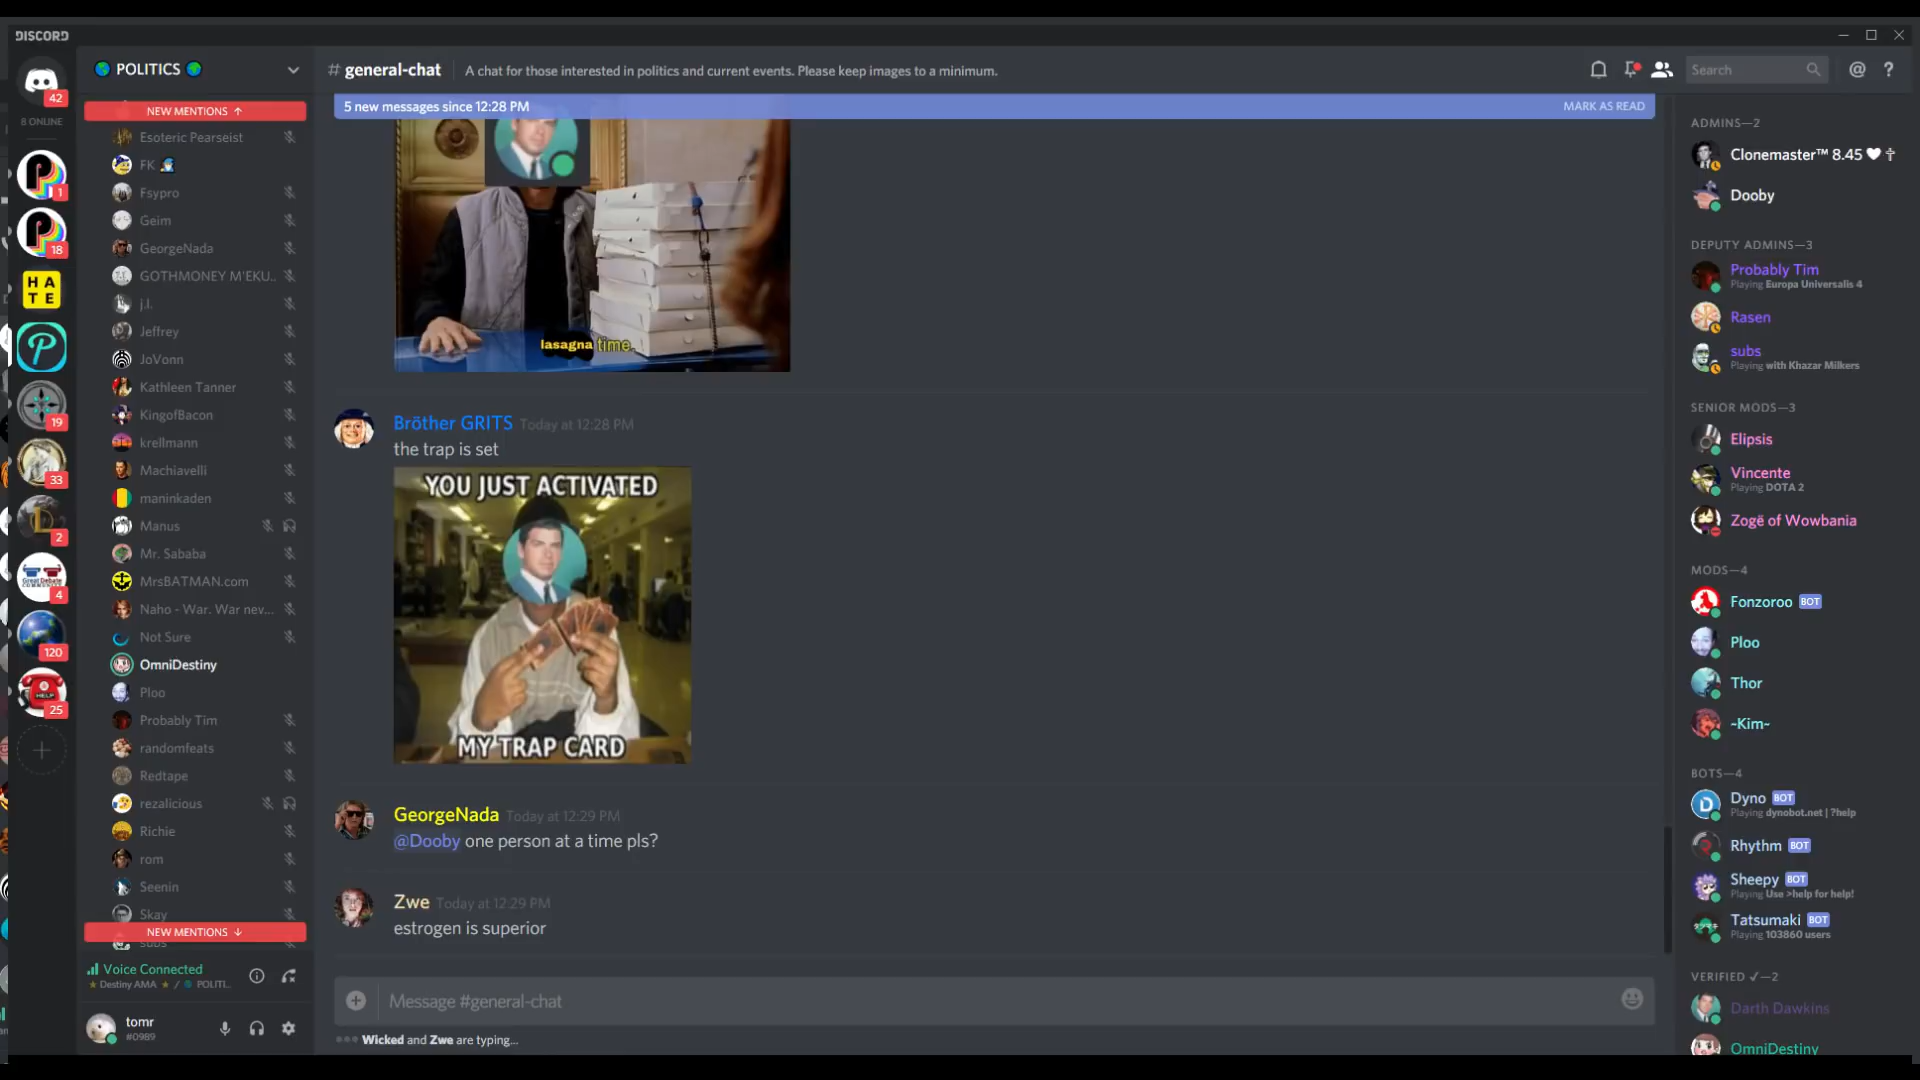 DISCORD
42
8 ONLINE
1
18
HA
TE
19
33
2
Great Debate
4
120
HELP
25
POLITICS
NEW MENTIONS ↑
Esoteric Pearseist
FK
Fsypro
Geim
GeorgeNada
GOTHMONEY M'EKU..
j.l.
Jeffrey
JoVonn
Kathleen Tanner
KingofBacon
krellmann
Machiavelli
maninkaden
Manus
Mr. Sababa
MrsBATMAN.com
Naho - War. War nev...
Not Sure
OmniDestiny
Ploo
Probably Tim
randomfeats
Redtape
rezalicious
Richie
rom
Seenin
Skay
NEW MENTIONS ↓
subs
Voice Connected
★ Destiny AMA ★ / POLITI...
tomr
#0989
# general-chat
A chat for those interested in politics and current events. Please keep images to a minimum.
Search
@ ?
5 new messages since 12:28 PM
MARK AS READ
lasagna time
Bröther GRITS Today at 12:28 PM
the trap is set
YOU JUST ACTIVATED
MY TRAP CARD
GeorgeNada Today at 12:29 PM
@Dooby one person at a time pls?
Zwe Today at 12:29 PM
estrogen is superior
Message #general-chat
Wicked and Zwe are typing...
ADMINS—2
Clonemaster™ 8.45 ♥ ✝
Dooby
DEPUTY ADMINS—3
Probably Tim
Playing Europa Universalis 4
Rasen
subs
Playing with Khazar Milkers
SENIOR MODS—3
Elipsis
Vincente
Playing DOTA 2
Zogë of Wowbania
MODS—4
Fonzoroo BOT
Ploo
Thor
~Kim~
BOTS—4
Dyno BOT
Playing dynobot.net | ?help
Rhythm BOT
Sheepy BOT
Playing Use >help for help!
Tatsumaki BOT
Playing 103860 users
VERIFIED ✓—2
Darth Dawkins
OmniDestiny